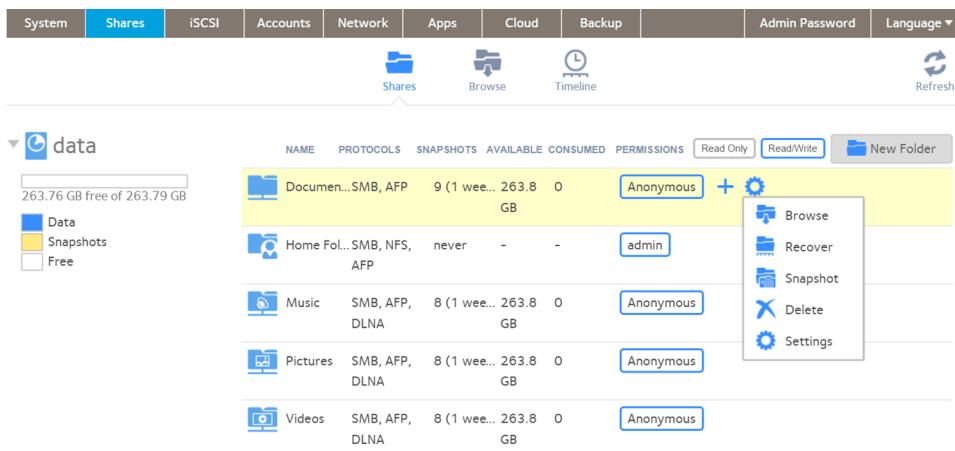 System Shares iSCSI Accounts Network Apps Cloud Backup Admin Password Language
Shares Browse Timeline Refresh
data
NAME PROTOCOLS SNAPSHOTS AVAILABLE CONSUMED PERMISSIONS Read Only Read/Write New Folder
263.76 GB free of 263.79 GB
Data
Snapshots
Free
Documen... SMB, AFP 9 (1 wee... 263.8 0 Anonymous
GB
Home Fol... SMB, NFS, never - - admin
AFP
Music SMB, AFP, 8 (1 wee... 263.8 0 Anonymous
DLNA GB
Pictures SMB, AFP, 8 (1 wee... 263.8 0 Anonymous
DLNA GB
Videos SMB, AFP, 8 (1 wee... 263.8 0 Anonymous
DLNA GB
Browse
Recover
Snapshot
Delete
Settings